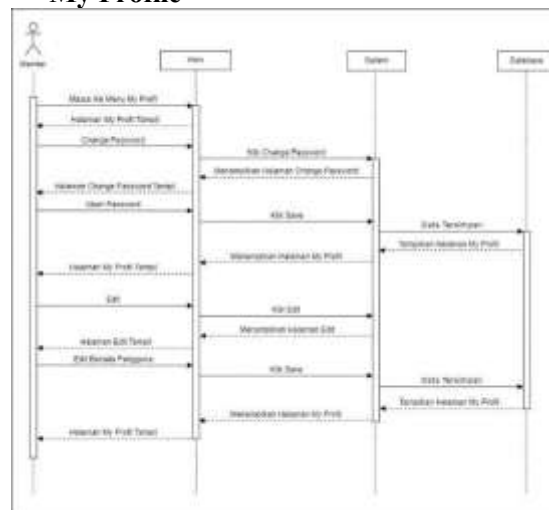 My Profile
Member
Menu
System
Database
Masuk Ke Menu My Profil
Halaman My Profil Tampil
Change Password
Klik Change Password
Menampilkan Halaman Change Password
Halaman Change Password Tampil
Klik Save
Data Tersimpan
Tampilkan Halaman My Profil
Menampilkan Halaman My Profil
Halaman My Profil Tampil
Edit
Klik Edit
Menampilkan Halaman Edit
Halaman Edit Tampil
Edit Biodata Pengguna
Klik Save
Data Tersimpan
Tampilkan Halaman My Profil
Menampilkan Halaman My Profil
Halaman My Profil Tampil